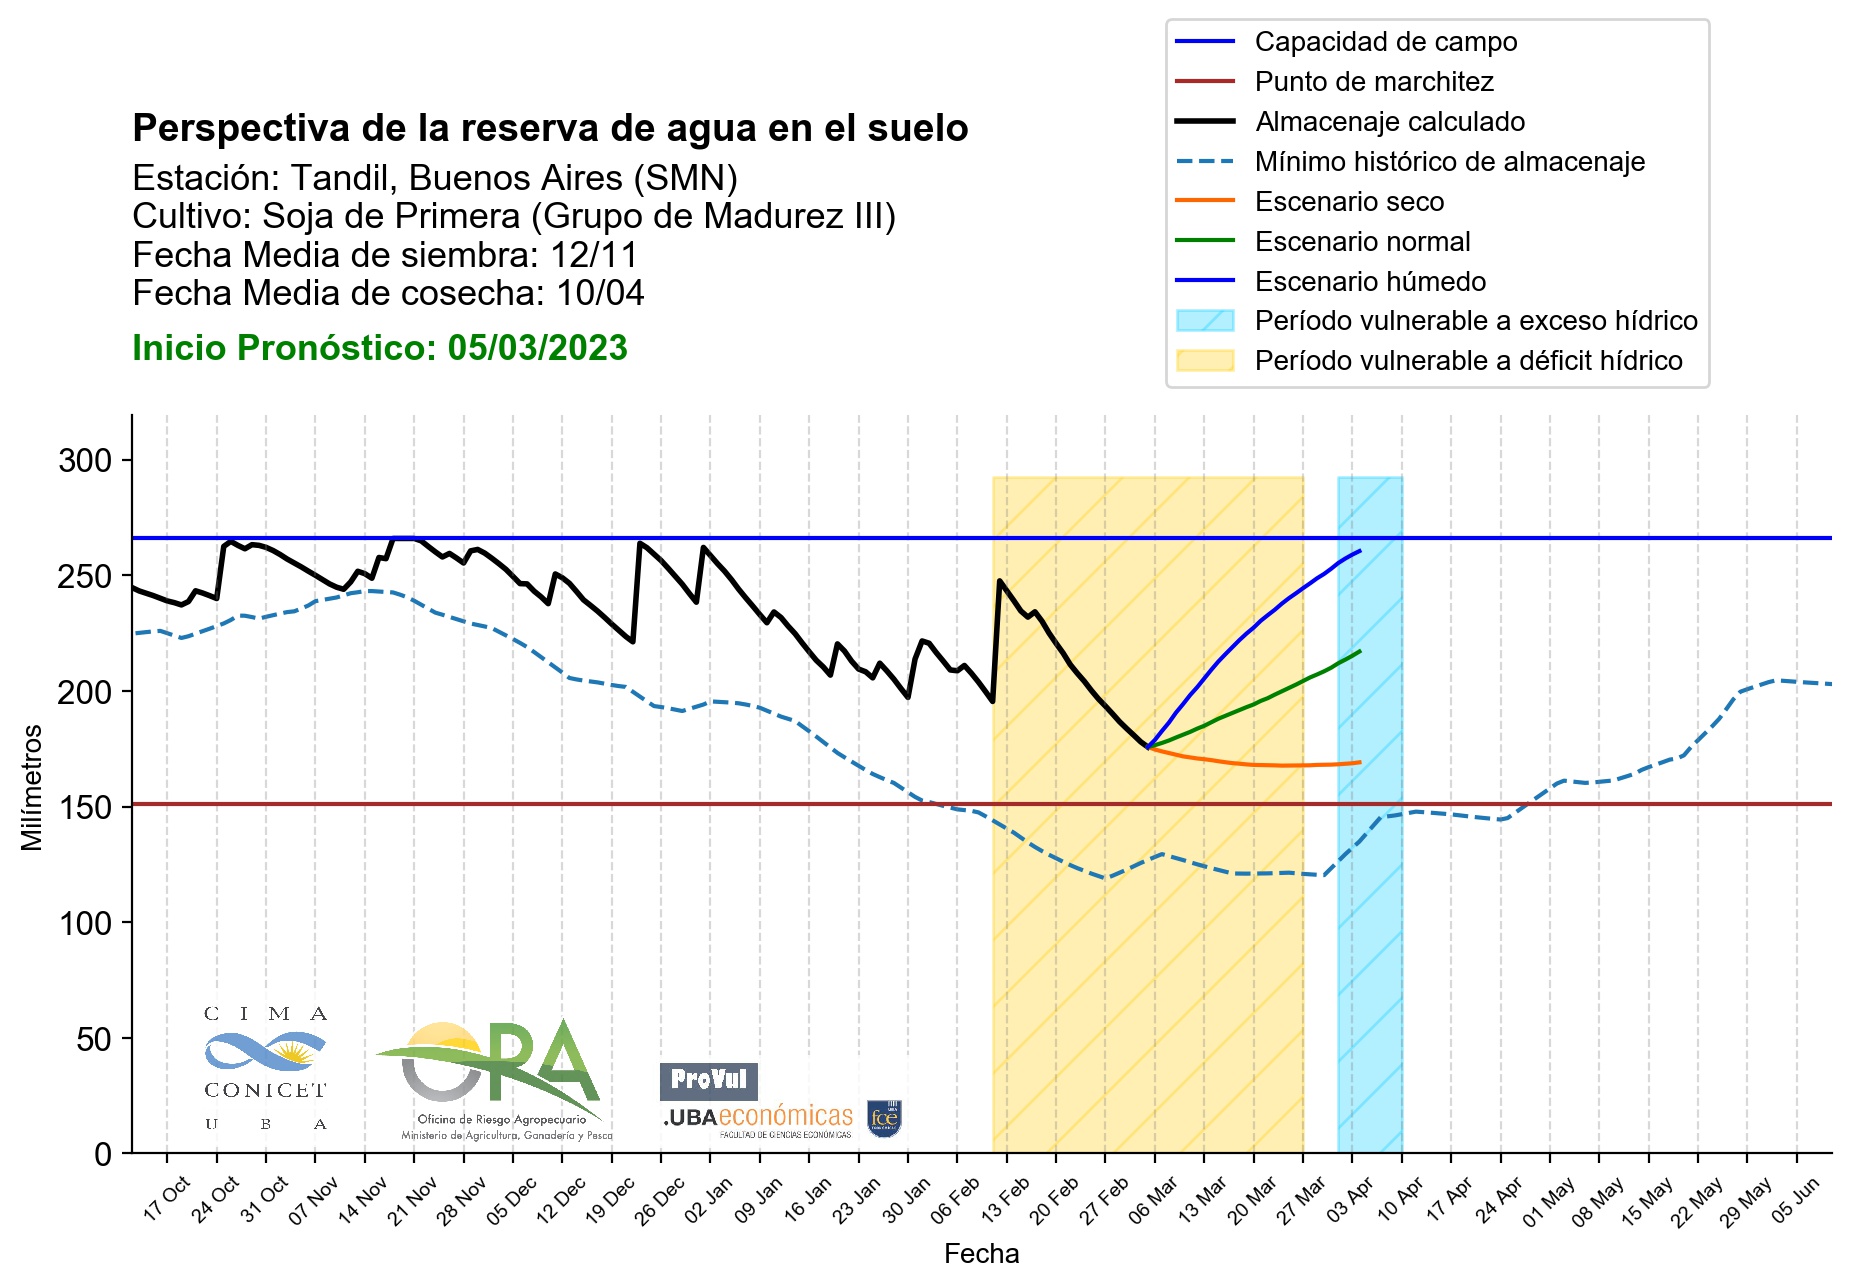 Capacidad de campo
Punto de marchitez
Almacenaje calculado
Mínimo histórico de almacenaje
Escenario seco
Escenario normal
Escenario húmedo
Período vulnerable a exceso hídrico
Período vulnerable a déficit hídrico
Perspectiva de la reserva de agua en el suelo
Estación: Tandil, Buenos Aires (SMN)
Cultivo: Soja de Primera (Grupo de Madurez III)
Fecha Media de siembra: 12/11
Fecha Media de cosecha: 10/04
Inicio Pronóstico: 05/03/2023
300
250
200
150
100
50
0
Milímetros
CIMA
CONICET
UBA
ORA
Oficina de Riesgo Agropecuario
Ministerio de Agricultura, Ganadería y Pesca
ProVul
.UBAeconómicas
FACULTAD DE CIENCIAS ECONÓMICAS
fce
17 Oct 24 Oct 31 Oct 07 Nov 14 Nov 21 Nov 28 Nov 05 Dec 12 Dec 19 Dec 26 Dec 02 Jan 09 Jan 16 Jan 23 Jan 30 Jan 06 Feb 13 Feb 20 Feb 27 Feb 06 Mar 13 Mar 20 Mar 27 Mar 03 Apr 10 Apr 17 Apr 24 Apr 01 May 08 May 15 May 22 May 29 May 05 Jun
Fecha